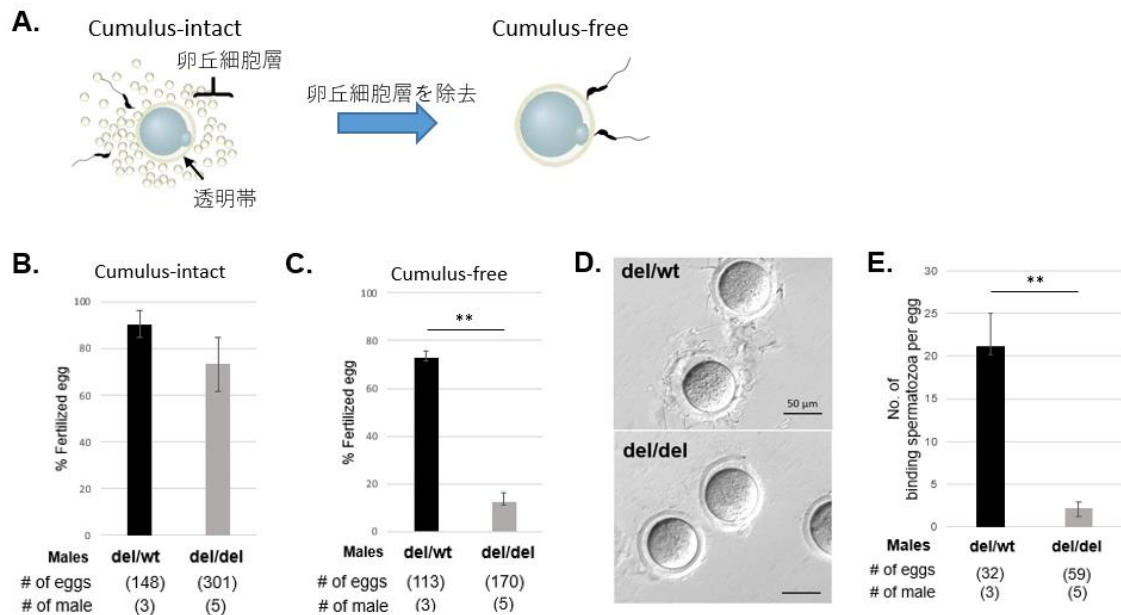 A.
Cumulus-intact
卵丘細胞層
透明帯
卵丘細胞層を除去
Cumulus-free
B.
Cumulus-intact
% Fertilized egg
100
80
60
40
20
0
Males del/wt del/del
# of eggs (148) (301)
# of male (3) (5)
C.
Cumulus-free
**
% Fertilized egg
100
80
60
40
20
0
Males del/wt del/del
# of eggs (113) (170)
# of male (3) (5)
D.
del/wt
50 µm
del/del
E.
**
No. of
binding spermatozoa per egg
30
25
20
15
10
5
0
Males del/wt del/del
# of eggs (32) (59)
# of male (3) (5)